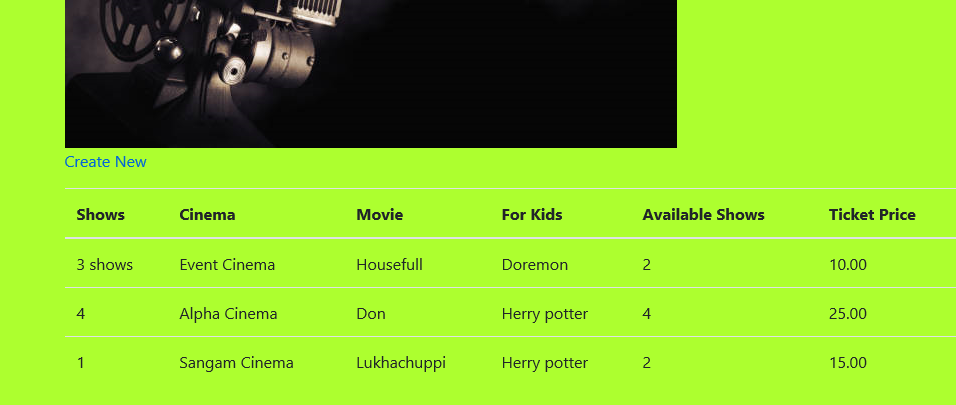 Create New
Shows Cinema Movie For Kids Available Shows Ticket Price
3 shows Event Cinema Housefull Doremon 2 10.00
4 Alpha Cinema Don Herry potter 4 25.00
1 Sangam Cinema Lukhachuppi Herry potter 2 15.00